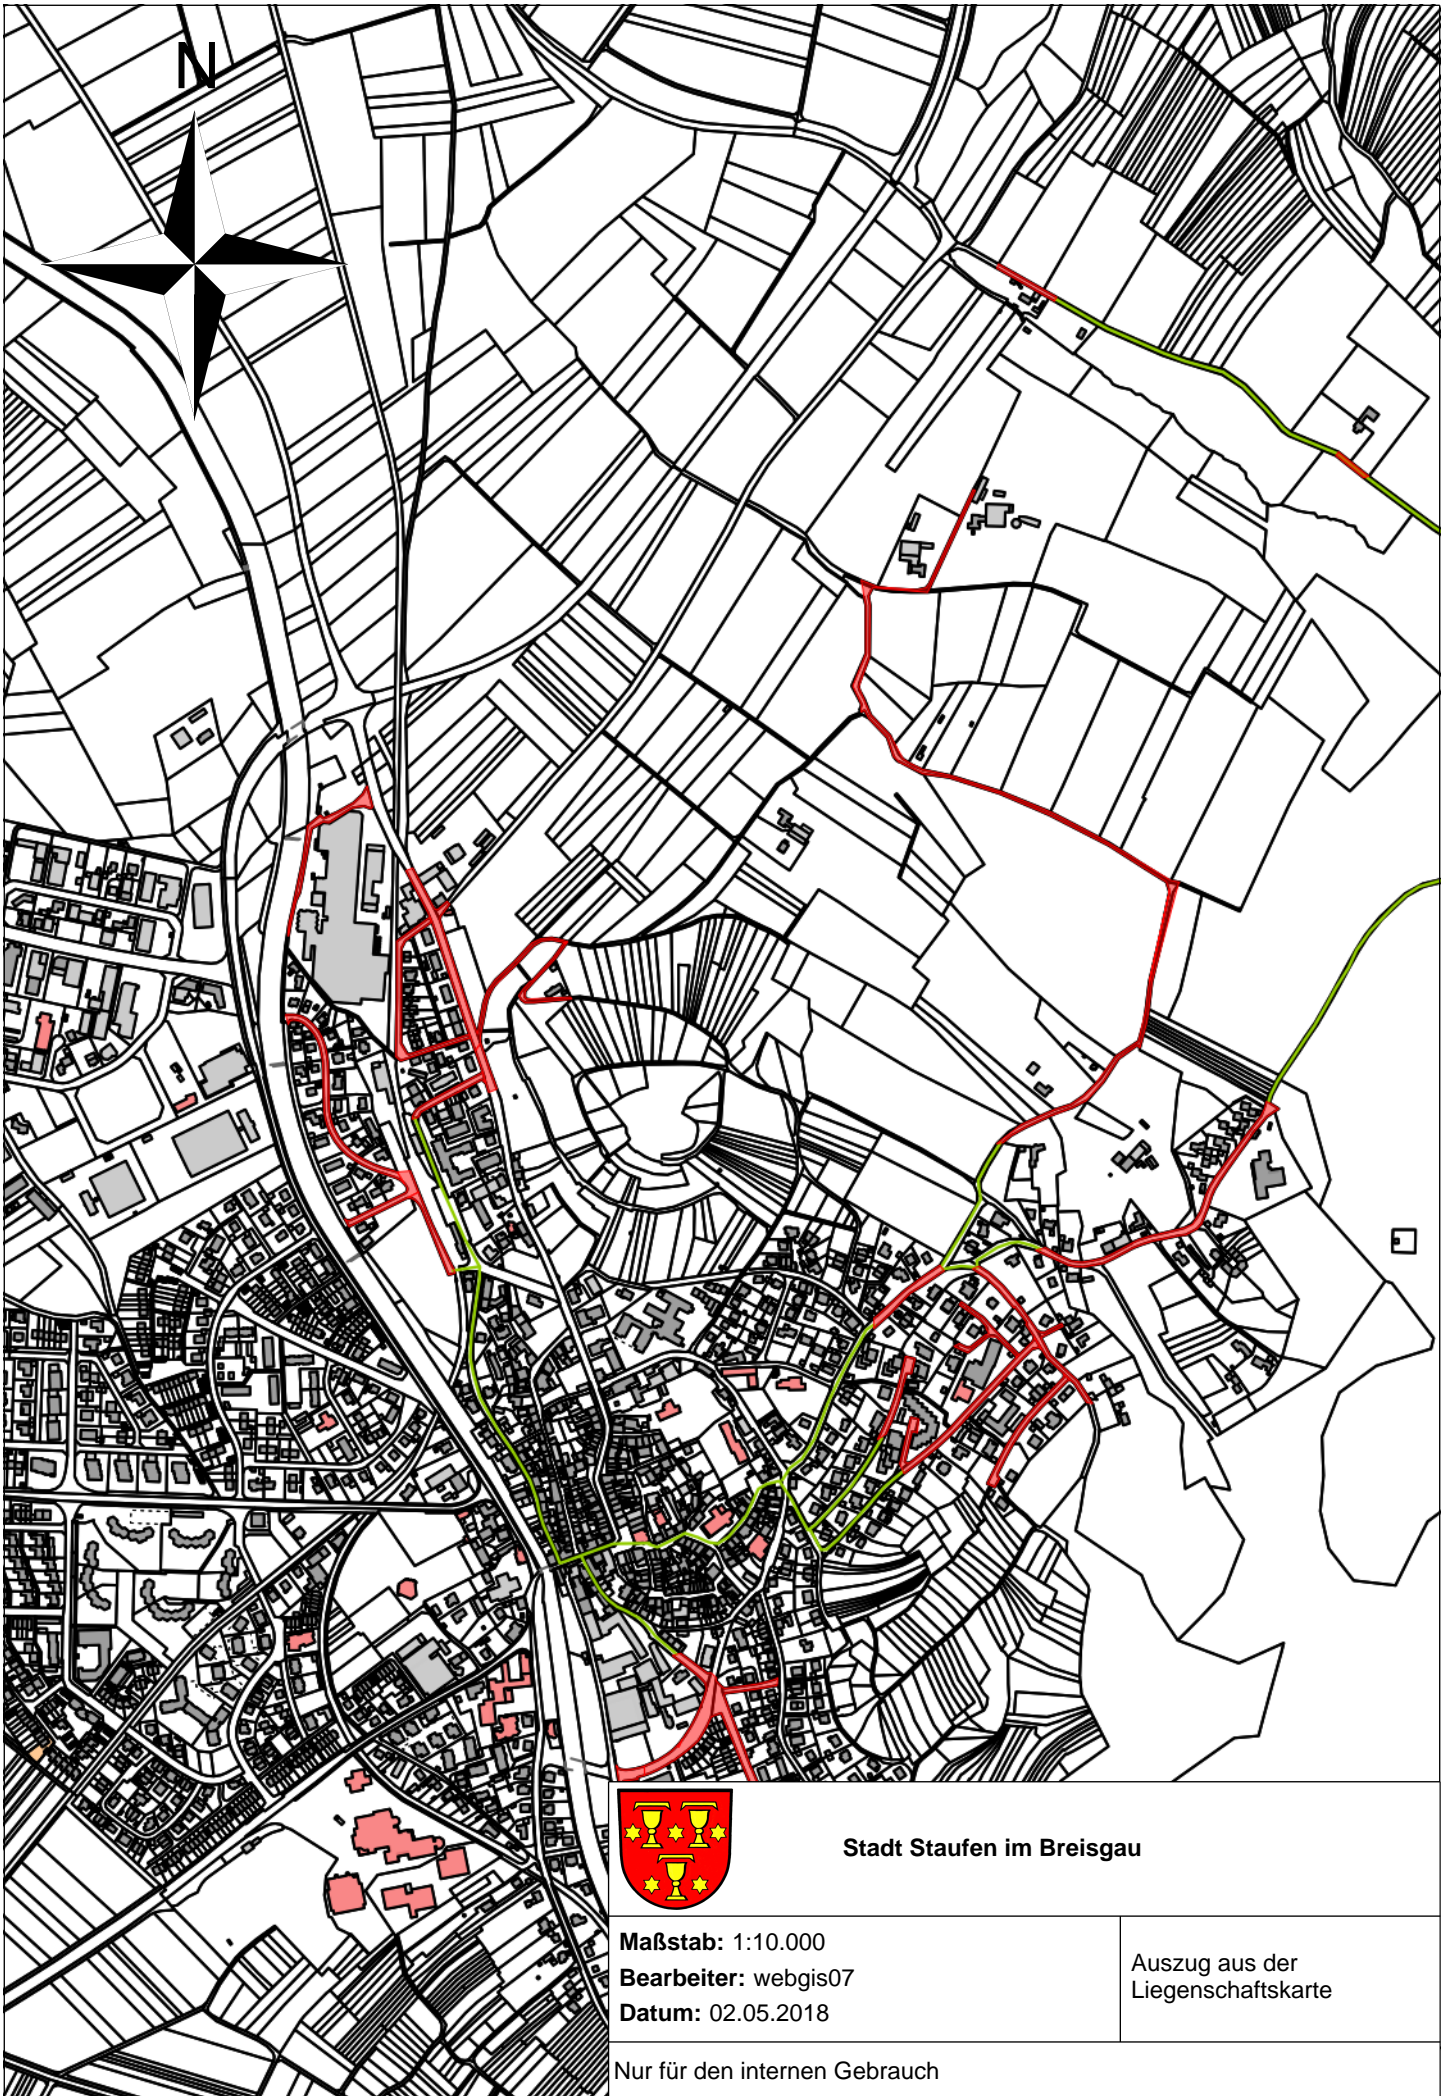 N
Stadt Staufen im Breisgau
Maßstab: 1:10.000
Bearbeiter: webgis07
Datum: 02.05.2018
Auszug aus der
Liegenschaftskarte
Nur für den internen Gebrauch